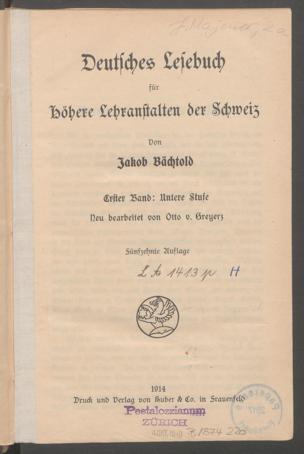 Deutsches Lesebuch
für
höhere Lehranstalten der Schweiz
Von
Jakob Bächtold
Erster Band: Untere Stufe
Neu bearbeitet von Otto v. Greyerz
Fünfzehnte Auflage
1413 H
1914
Druck und Verlag von Huber & Co. in Frauenfeld
Pestalozzianum
ZÜRICH